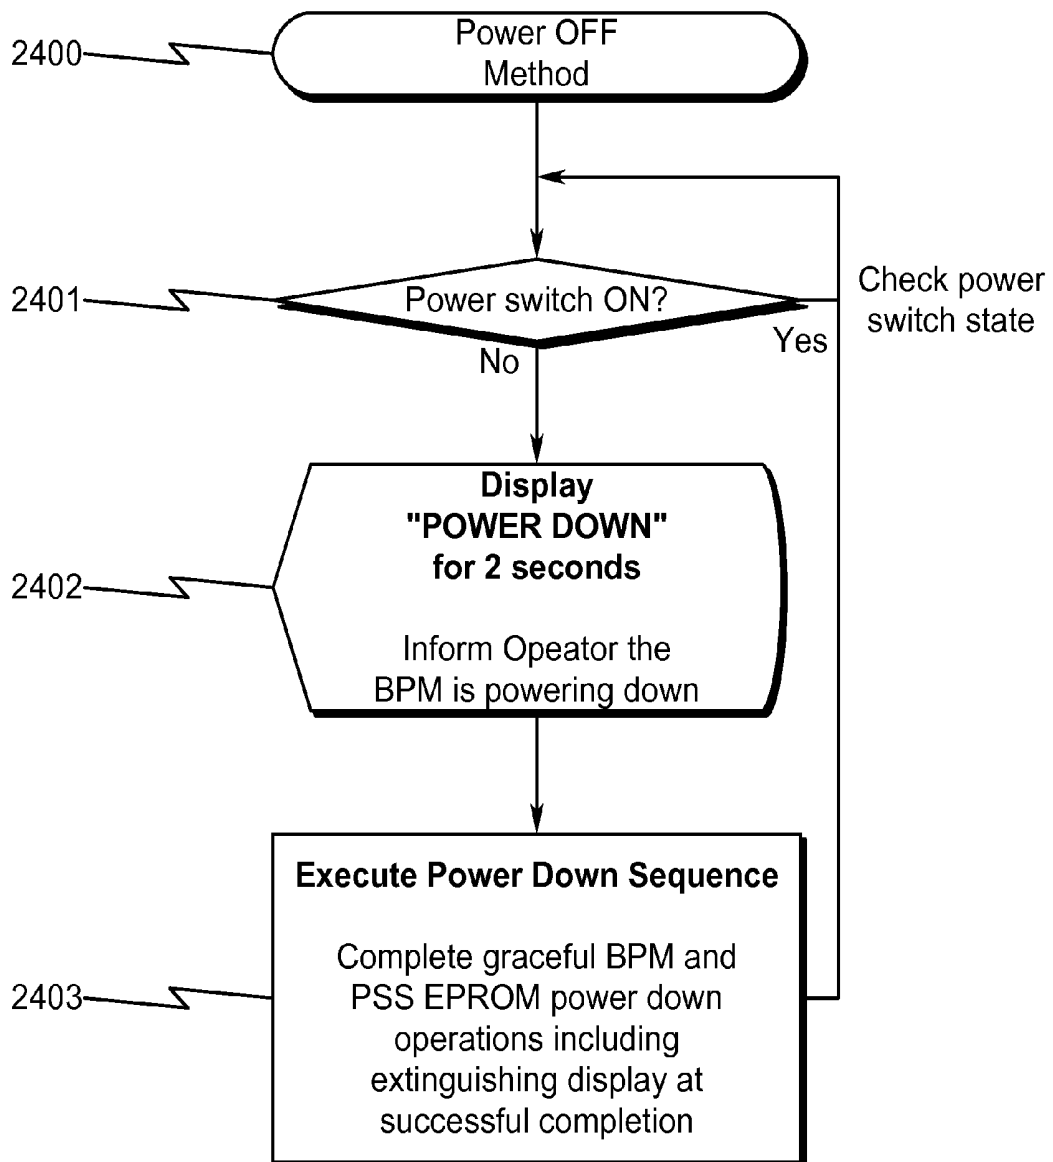 2400
Power OFF
Method
2401
Power switch ON?
Check power
switch state
Yes
No
2402
Display
"POWER DOWN"
for 2 seconds
Inform Opeator the
BPM is powering down
Execute Power Down Sequence
2403
Complete graceful BPM and
PSS EPROM power down
operations including
extinguishing display at
successful completion